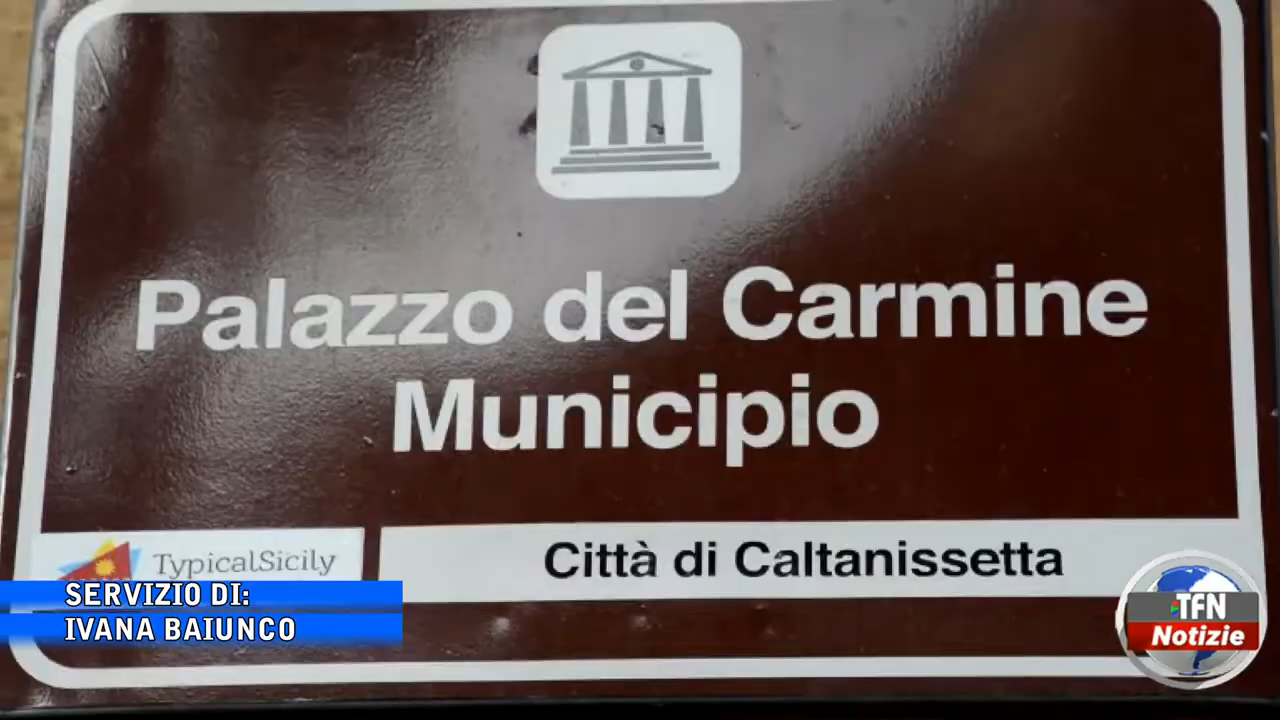 Palazzo del Carmine
Municipio
TypicalSicily
Città di Caltanissetta
SERVIZIO DI:
IVANA BAIUNCO
TFN
Notizie